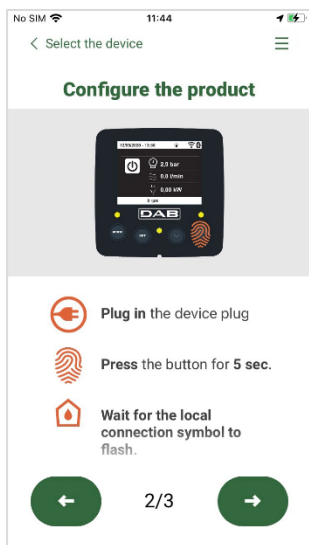 No SIM 11:44
Select the device
Configure the product
2,9 bar
0,0 l/min
0,00 kW
DAB
Plug in the device plug
Press the button for 5 sec.
Wait for the local
connection symbol to
flash.
2/3